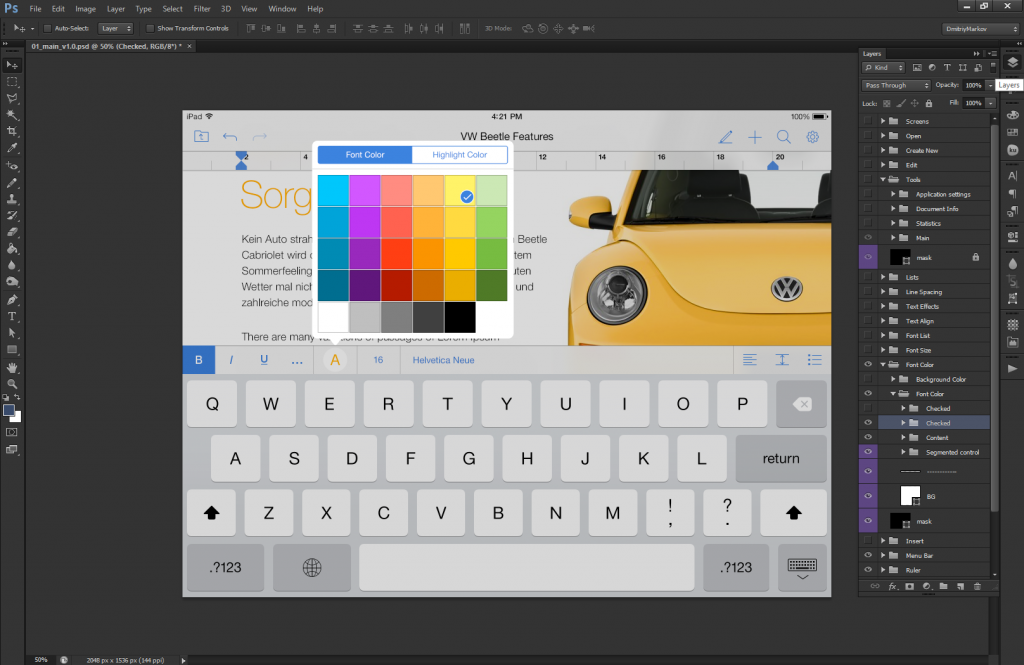 Ps File Edit Image Layer Type Select Filter 3D View Window Help
Auto-Select: Layer Show Transform Controls 3D-Mode: DmitriyMarkov
01_main_v1.0.psd @ 50% (Checked, RGB/8*) * ×
Layers
Kind
Pass Through Opacity: 100%
Layers
Lock: Fill: 100%
Screens
Open
Create New
Edit
Tools
Application settings
Document Info
Statistics
Main
mask
Lists
Line Spacing
Text Effects
Text Align
Font List
Font Size
Font Color
Background Color
Font Color
Checked
Checked
Content
Segmented control
BG
mask
Insert
Menu Bar
Ruler
iPad 4:21 PM 100%
VW Beetle Features
2 4 12 14 16 18 20
Font Color Highlight Color
Sorg
Kein Auto strah Beetle
Cabriolet wird tem
Sommerfeeling uten
Wetter mal nich und
zahlreiche mod
There are many variations of passages of Lorem Ipsum
B I U ... A 16 Helvetica Neue
Q W E R T Y U I O P
A S D F G H J K L return
Z X C V B N M ! , ? .
.?123 .?123
50% 2048 px x 1536 px (144 ppi)